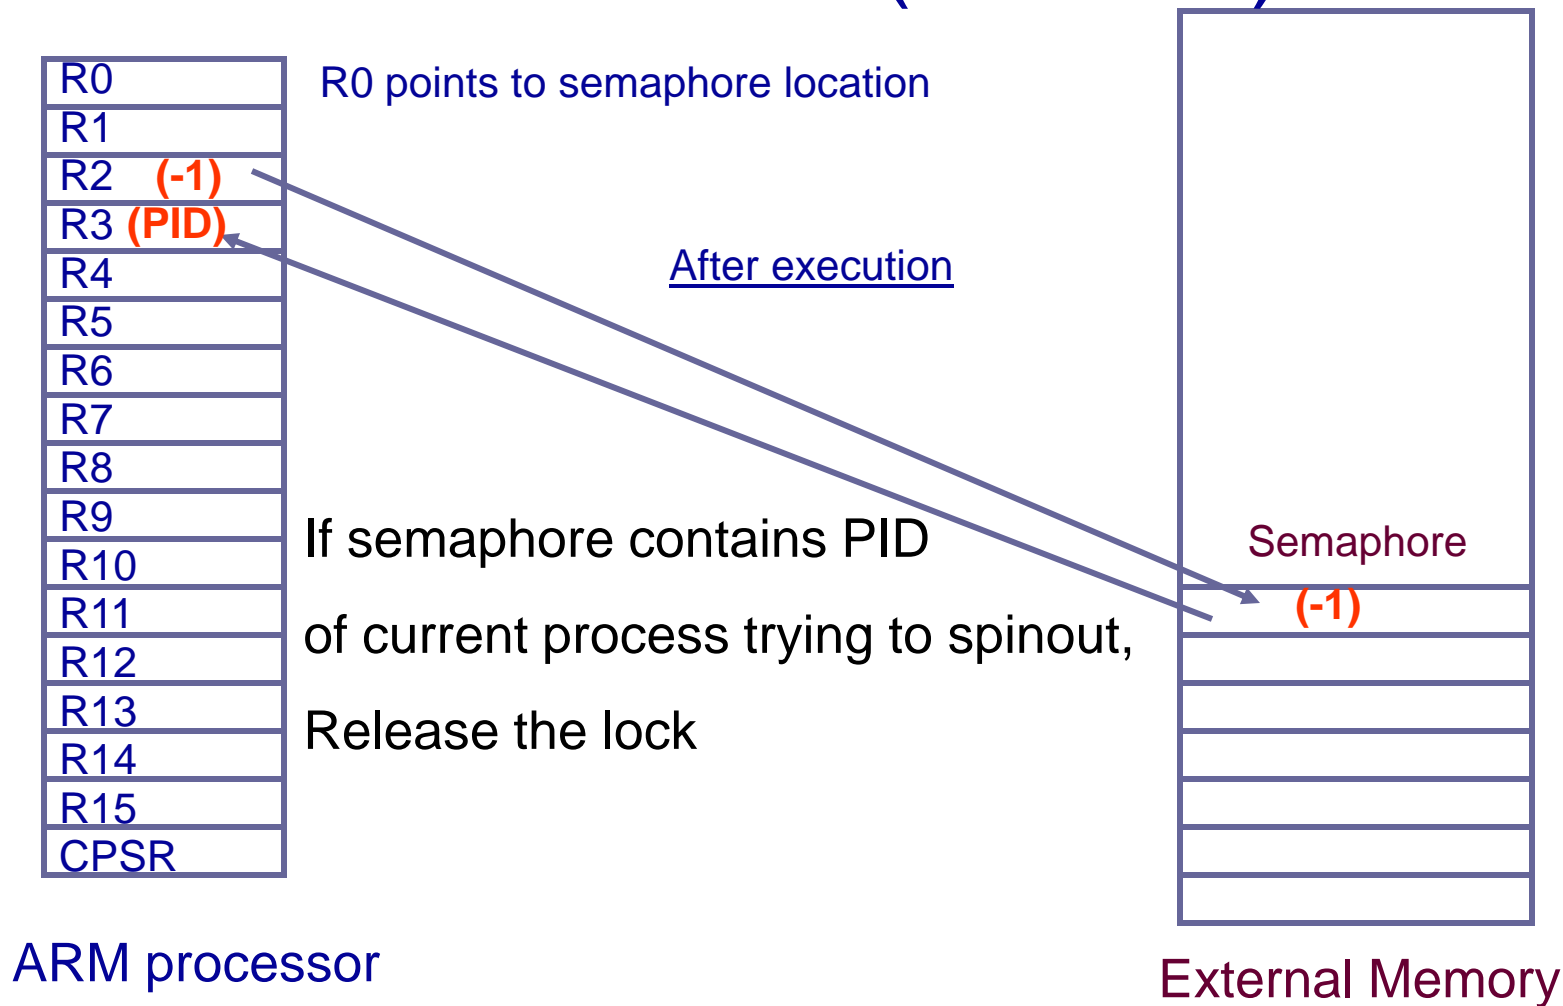 R0
R0 points to semaphore location
R1
R2 (-1)
R3 (PID)
After execution
R4
R5
R6
R7
R8
R9
R10
R11
R12
R13
R14
R15
CPSR
If semaphore contains PID
of current process trying to spinout,
Release the lock
Semaphore
(-1)
ARM processor
External Memory